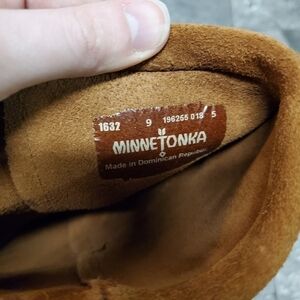 1632 9 196265 018 5
MINNETONKA
Made in Dominican Republic